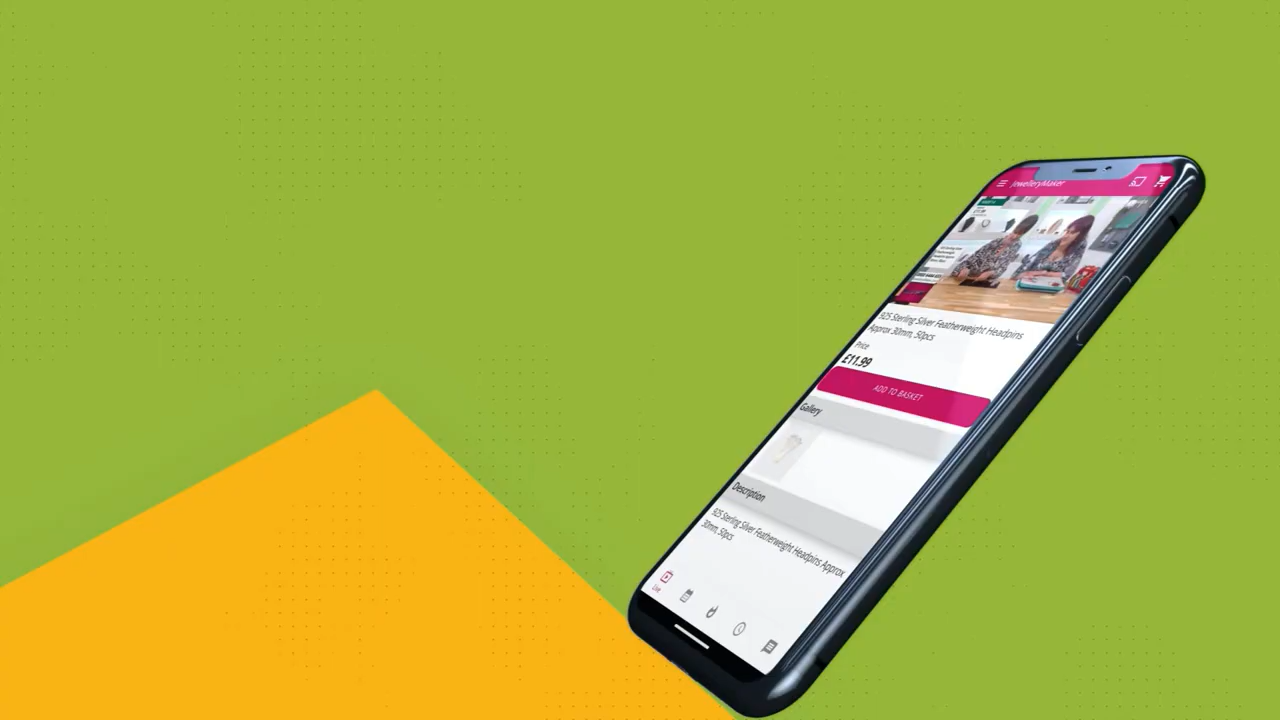 JewelleryMaker
925 Sterling Silver Featherweight Headpins
Approx 30mm, 50pcs
Price
£11.99
ADD TO BASKET
Gallery
Description
925 Sterling Silver Featherweight Headpins Approx
30mm, 50pcs
Live